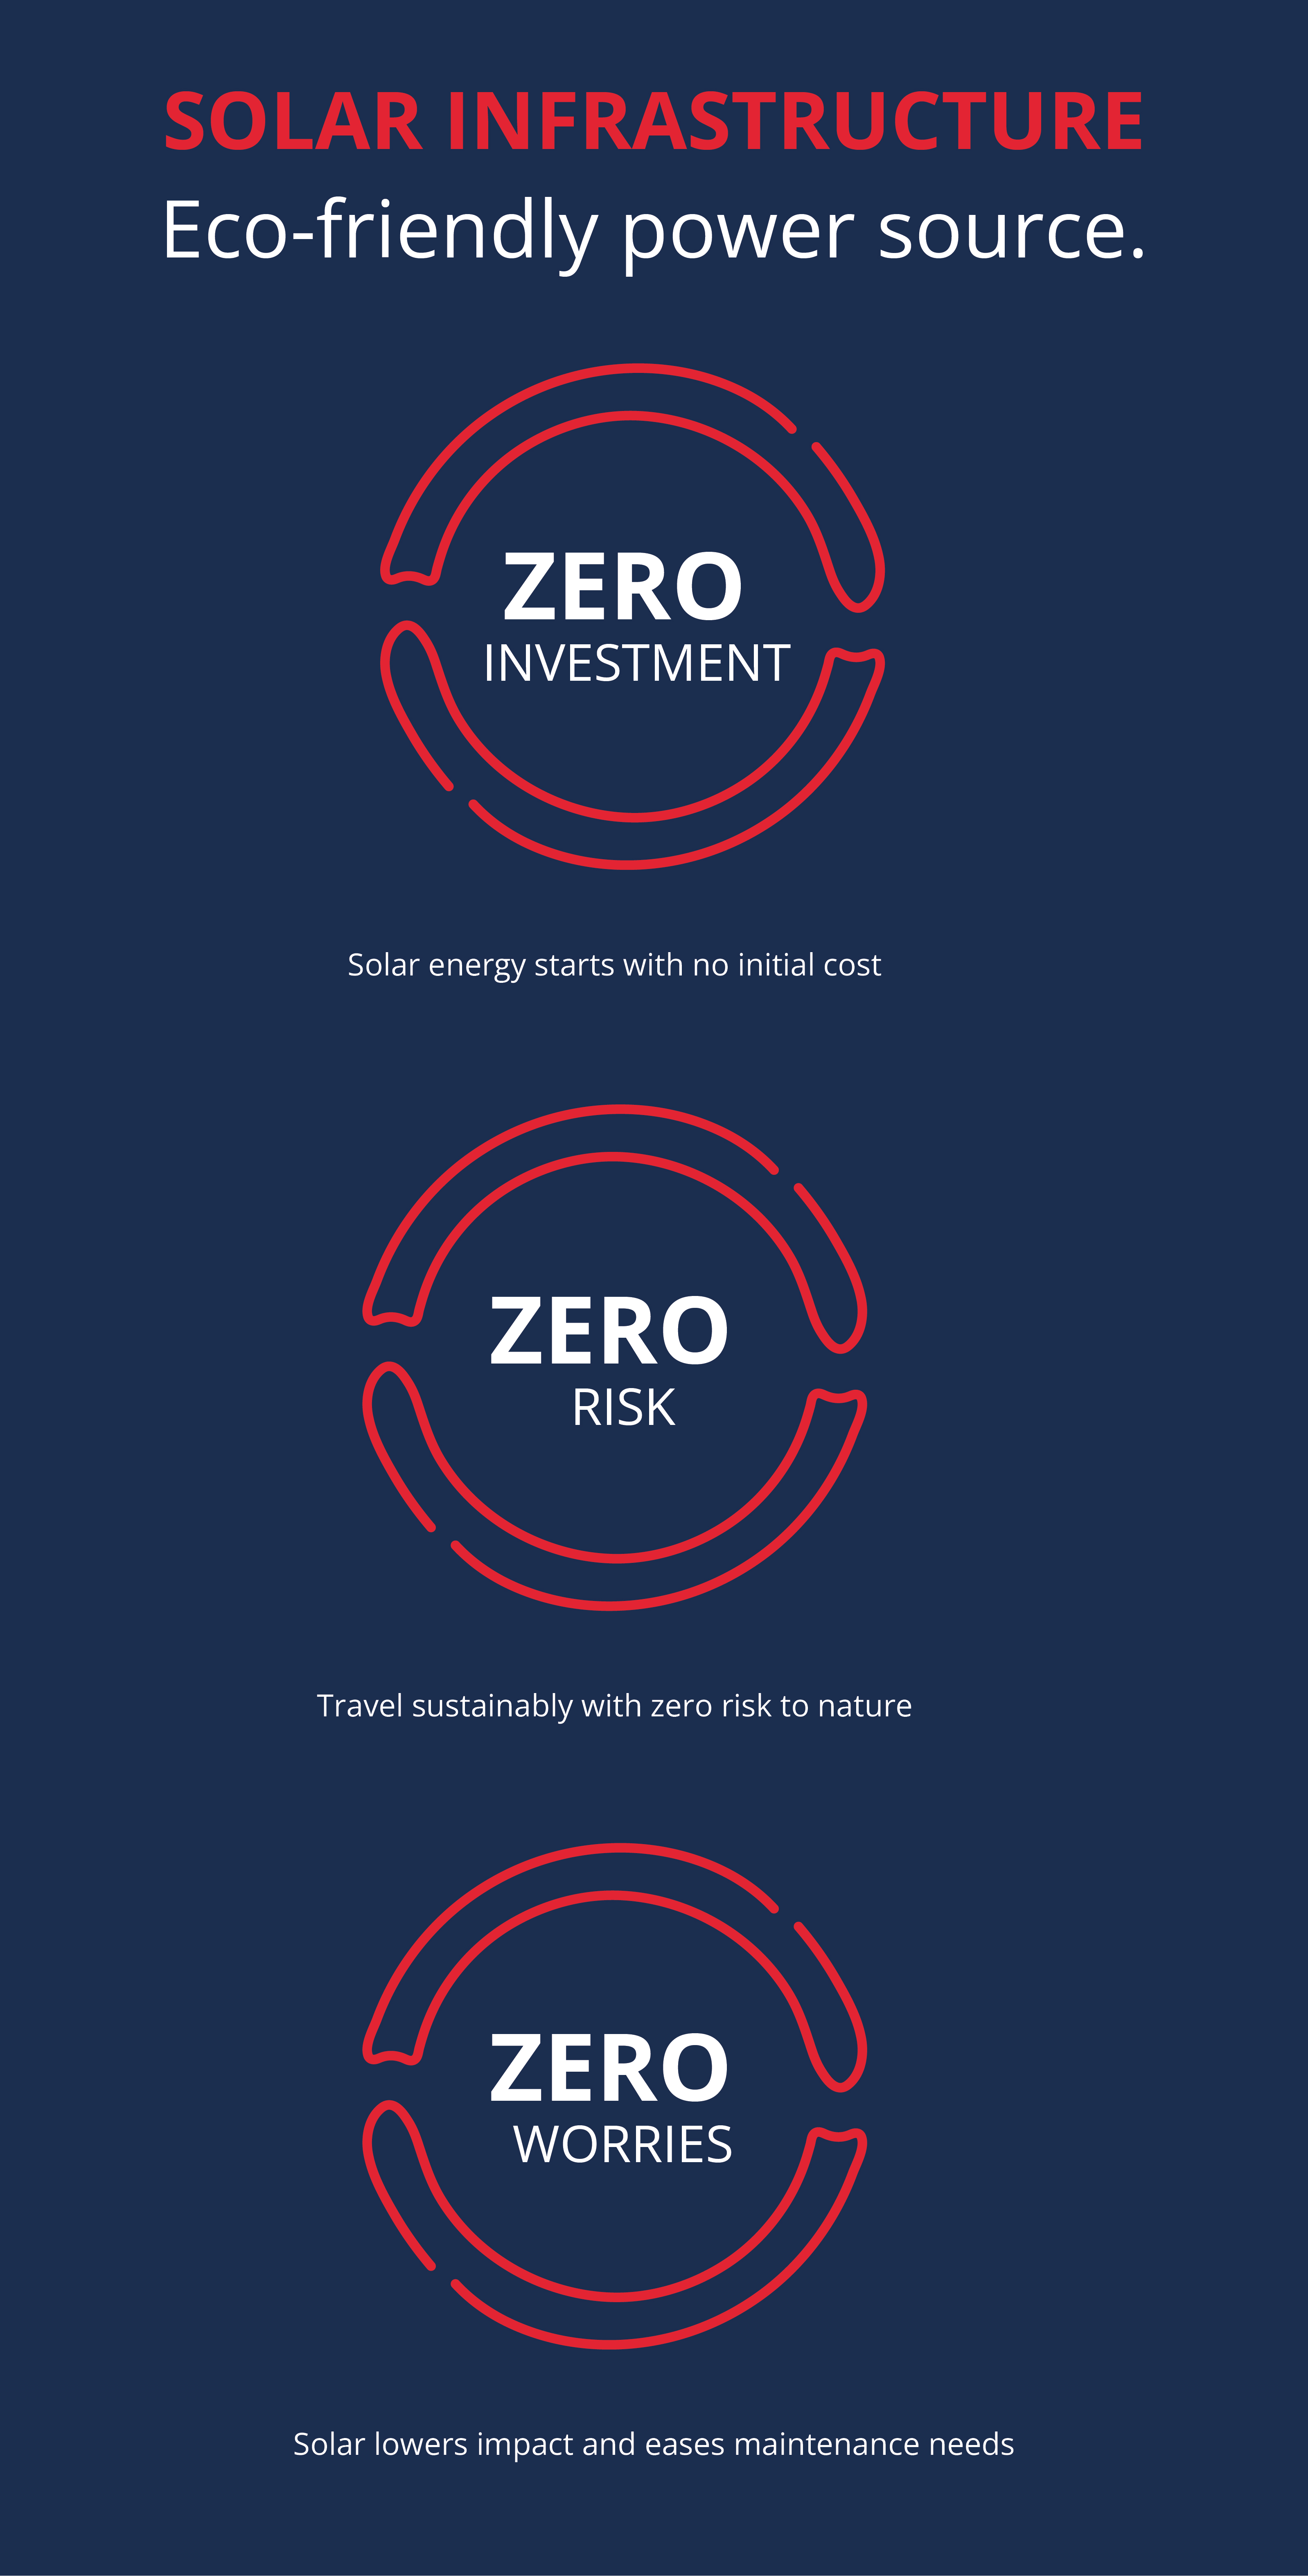 SOLAR INFRASTRUCTURE
Eco-friendly power source.
ZERO
INVESTMENT
Solar energy starts with no initial cost
ZERO
RISK
Travel sustainably with zero risk to nature
ZERO
WORRIES
Solar lowers impact and eases maintenance needs